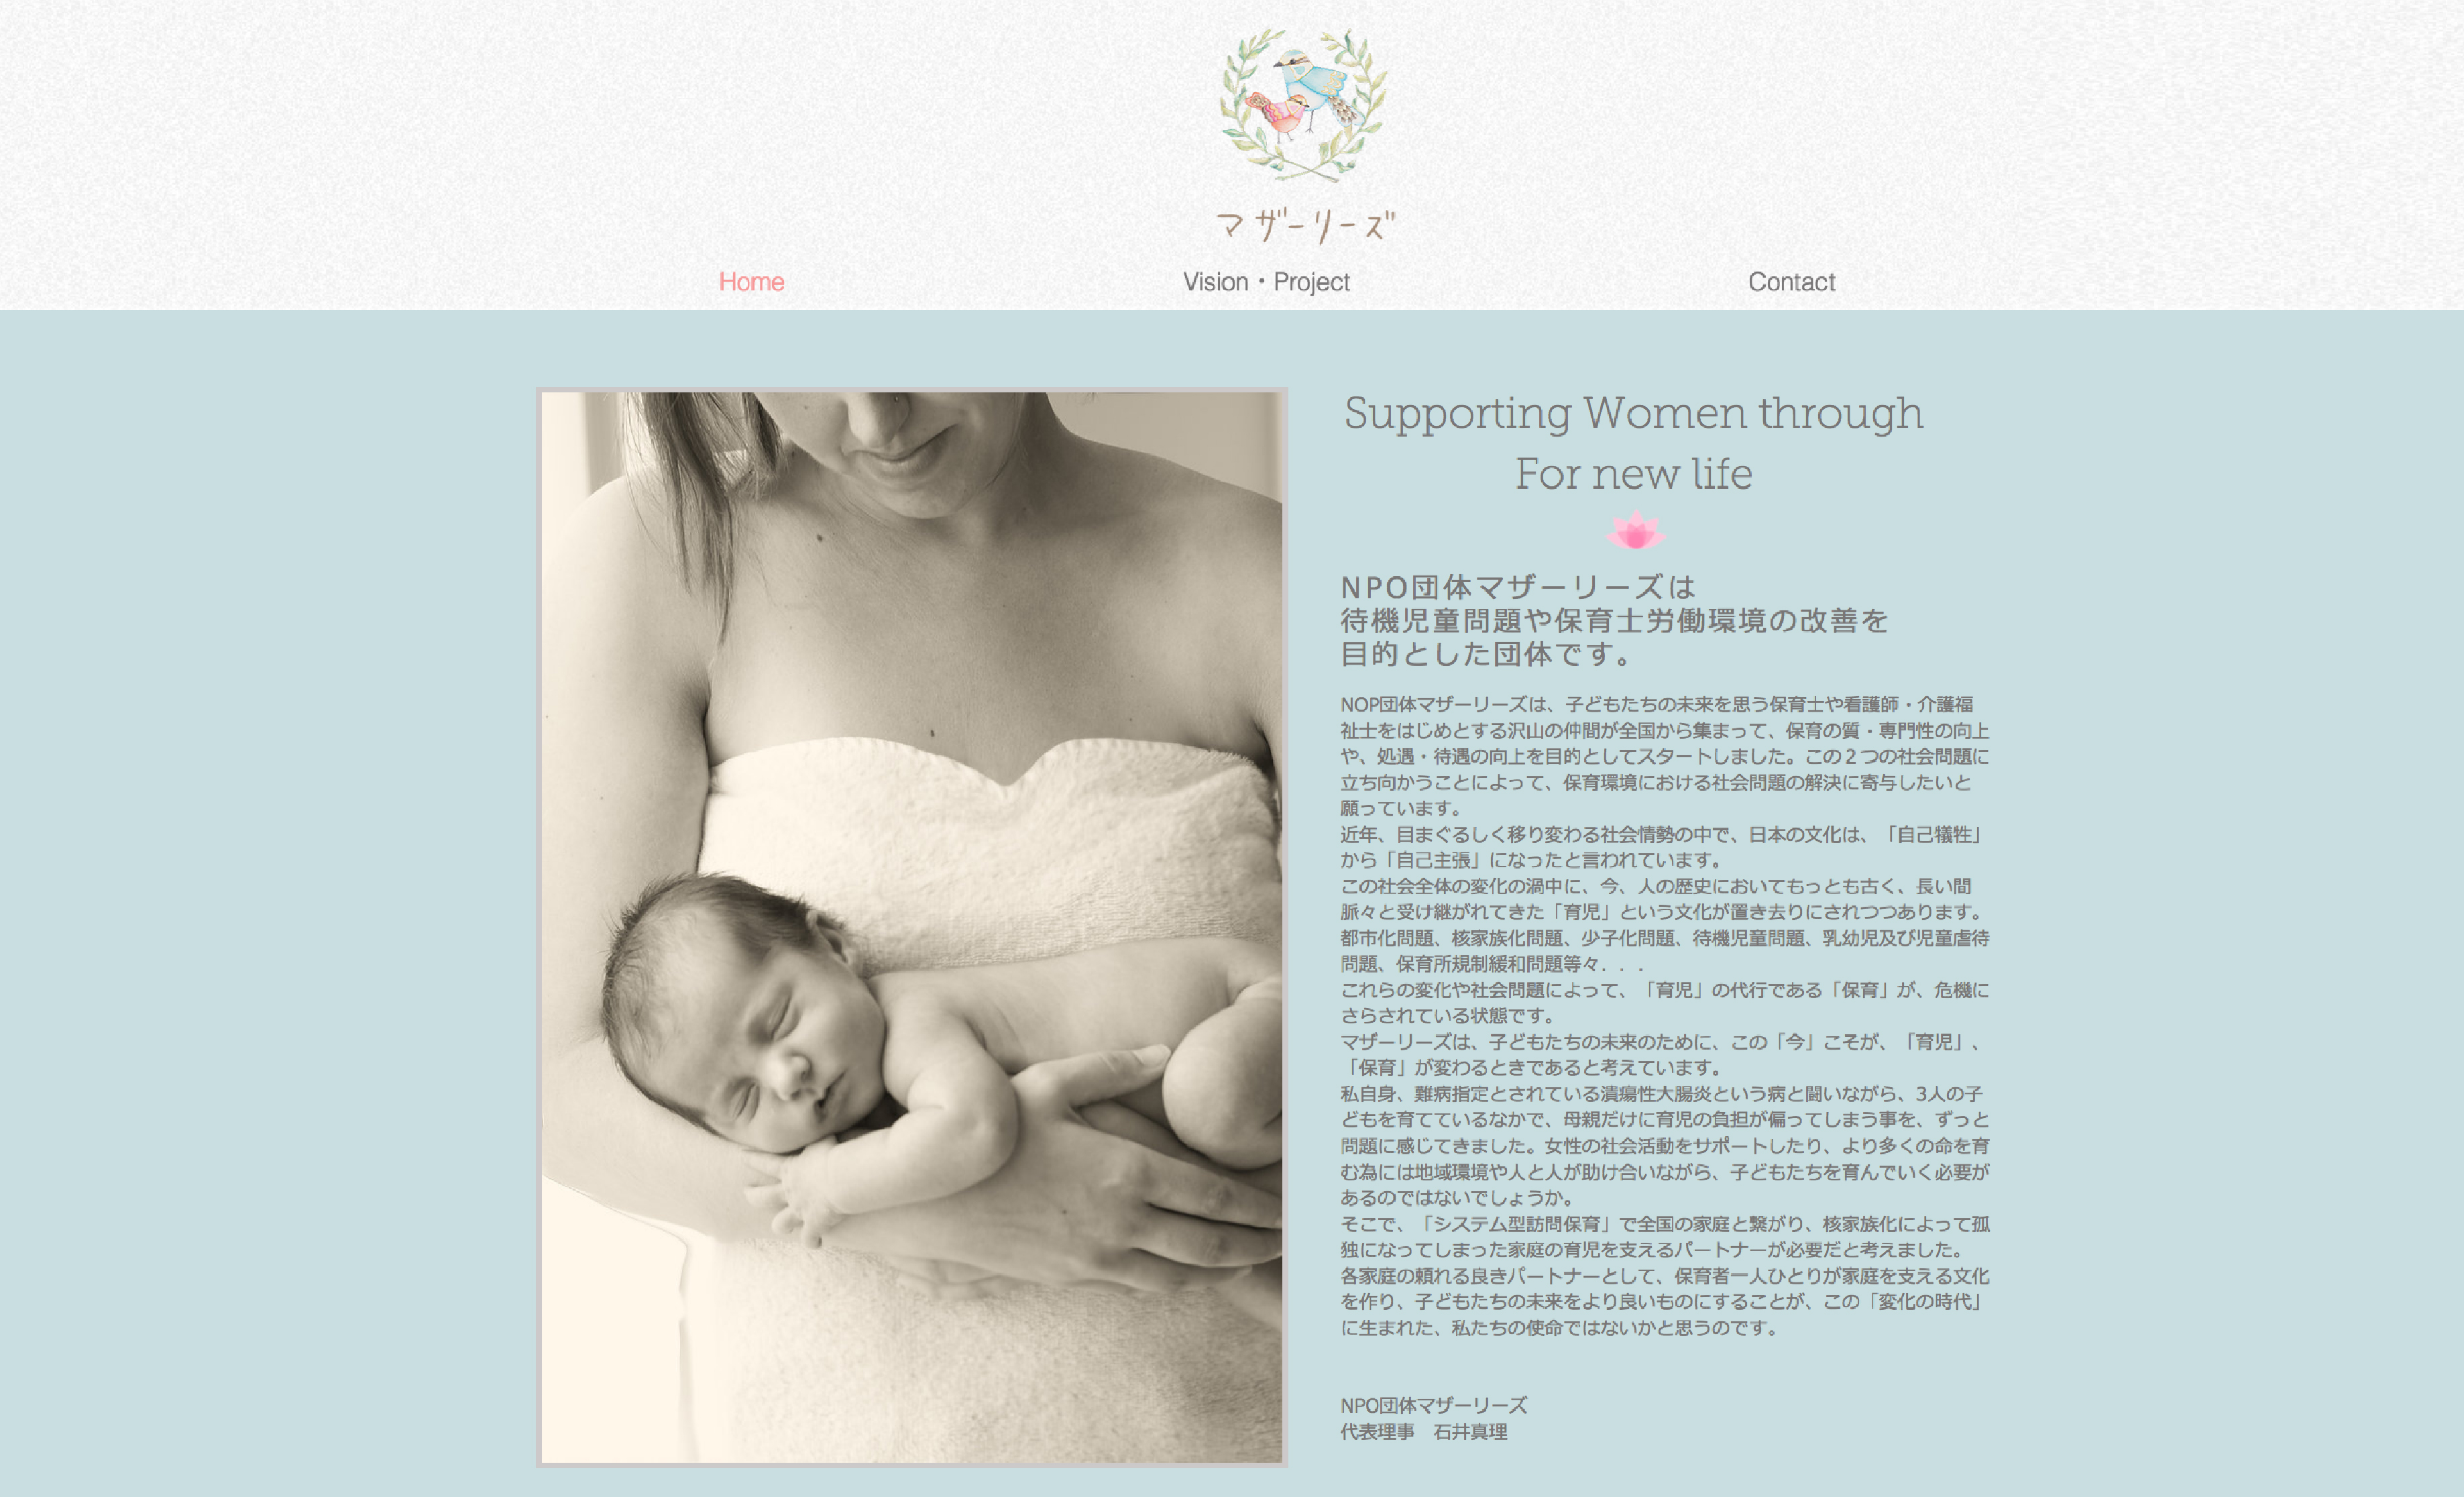 マザーリーズ
Home
Vision・Project
Contact
Supporting Women through
For new life
NPO団体マザーリーズは
待機児童問題や保育士労働環境の改善を
目的とした団体です。
NOP団体マザーリーズは、子どもたちの未来を思う保育士や看護師・介護福
祉士をはじめとする沢山の仲間が全国から集まって、保育の質・専門性の向上
や、処遇・待遇の向上を目的としてスタートしました。この２つの社会問題に
立ち向かうことによって、保育環境における社会問題の解決に寄与したいと
願っています。
近年、目まぐるしく移り変わる社会情勢の中で、日本の文化は、「自己犠牲」
から「自己主張」になったと言われています。
この社会全体の変化の渦中に、今、人の歴史においてもっとも古く、長い間
脈々と受け継がれてきた「育児」という文化が置き去りにされつつあります。
都市化問題、核家族化問題、少子化問題、待機児童問題、乳幼児及び児童虐待
問題、保育所規制緩和問題等々．．．
これらの変化や社会問題によって、「育児」の代行である「保育」が、危機に
さらされている状態です。
マザーリーズは、子どもたちの未来のために、この「今」こそが、「育児」、
「保育」が変わるときであると考えています。
私自身、難病指定とされている潰瘍性大腸炎という病と闘いながら、3人の子
どもを育てているなかで、母親だけに育児の負担が偏ってしまう事を、ずっと
問題に感じてきました。女性の社会活動をサポートしたり、より多くの命を育
む為には地域環境や人と人が助け合いながら、子どもたちを育んでいく必要が
あるのではないでしょうか。
そこで、「システム型訪問保育」で全国の家庭と繋がり、核家族化によって孤
独になってしまった家庭の育児を支えるパートナーが必要だと考えました。
各家庭の頼れる良きパートナーとして、保育者一人ひとりが家庭を支える文化
を作り、子どもたちの未来をより良いものにすることが、この「変化の時代」
に生まれた、私たちの使命ではないかと思うのです。
NPO団体マザーリーズ
代表理事　石井真理